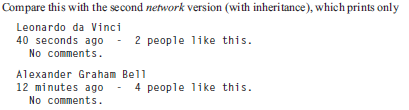 Compare this with the second network version (with inheritance), which prints only
Leonardo da Vinci
40 seconds ago - 2 people like this.
No comments.
Alexander Graham Bell
12 minutes ago - 4 people like this.
No comments.